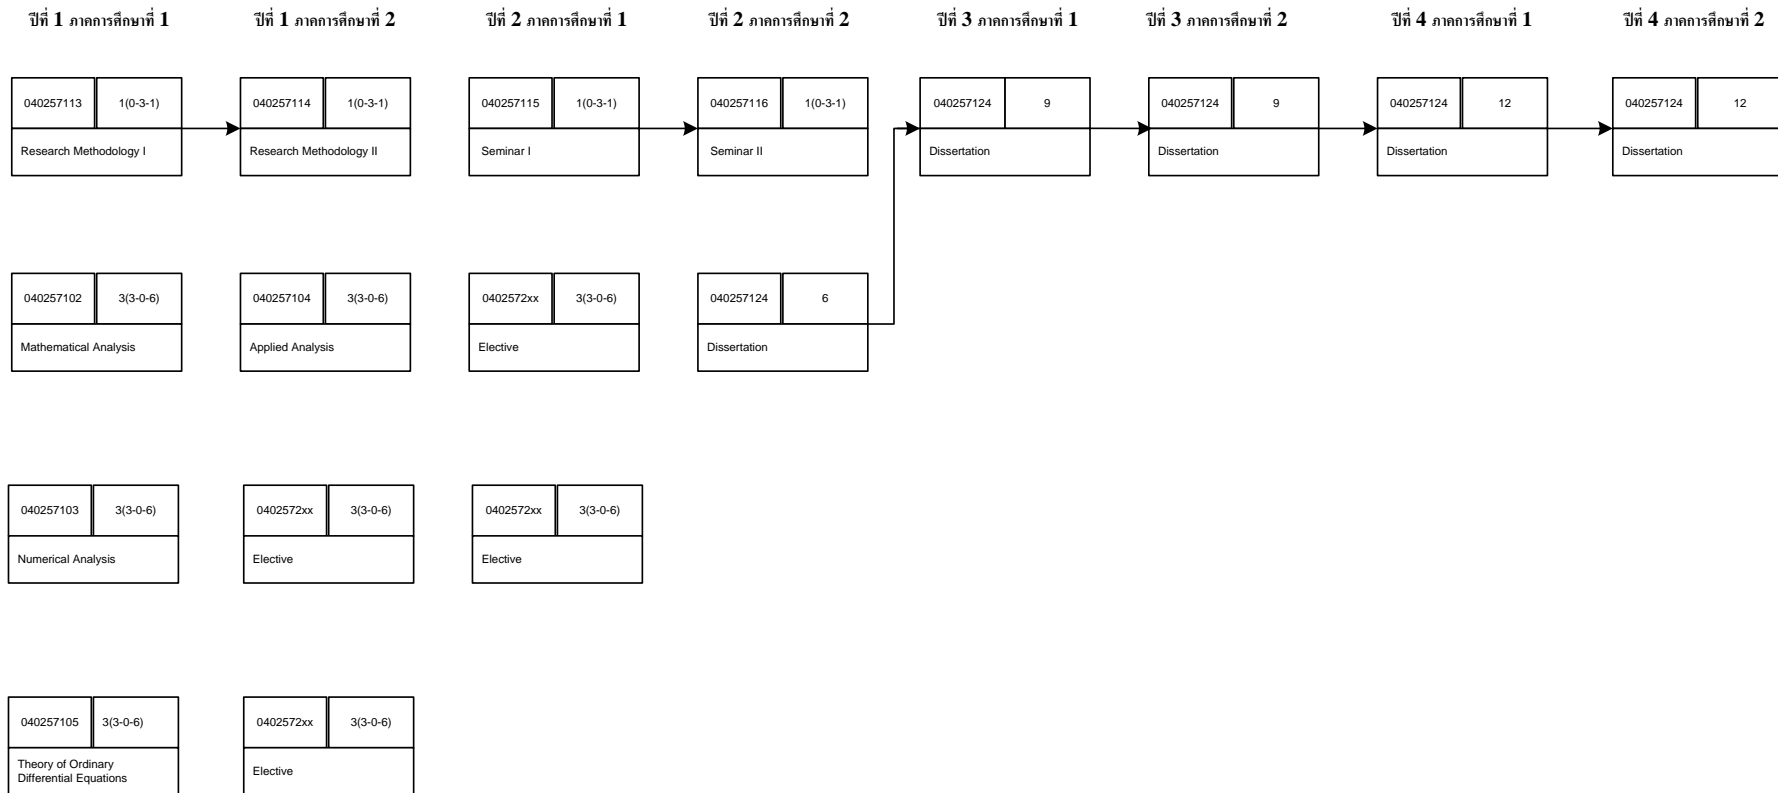 ปีที่ 1 ภาคการศึกษาที่ 1 ปีที่ 1 ภาคการศึกษาที่ 2 ปีที่ 2 ภาคการศึกษาที่ 1 ปีที่ 2 ภาคการศึกษาที่ 2 ปีที่ 3 ภาคการศึกษาที่ 1 ปีที่ 3 ภาคการศึกษาที่ 2 ปีที่ 4 ภาคการศึกษาที่ 1 ปีที่ 4 ภาคการศึกษาที่ 2
040257113 1(0-3-1) 040257114 1(0-3-1) 040257115 1(0-3-1) 040257116 1(0-3-1) 040257124 9 040257124 9 040257124 12 040257124 12
Research Methodology I Research Methodology II Seminar I Seminar II Dissertation Dissertation Dissertation Dissertation
040257102 3(3-0-6) 040257104 3(3-0-6) 0402572xx 3(3-0-6) 040257124 6
Mathematical Analysis Applied Analysis Elective Dissertation
040257103 3(3-0-6) 0402572xx 3(3-0-6) 0402572xx 3(3-0-6)
Numerical Analysis Elective Elective
040257105 3(3-0-6) 0402572xx 3(3-0-6)
Theory of Ordinary
Differential Equations Elective